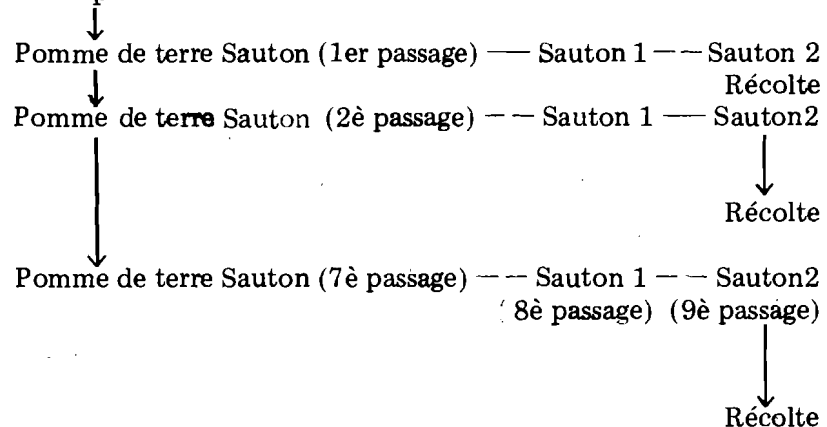 Pomme de terre Sauton (1er passage) — Sauton 1 — — Sauton 2
Récolte
Pomme de terre Sauton (2è passage) — — Sauton 1 — Sauton2
Récolte
Pomme de terre Sauton (7è passage) — — Sauton 1 — — Sauton2
(8è passage) (9è passage)
Récolte